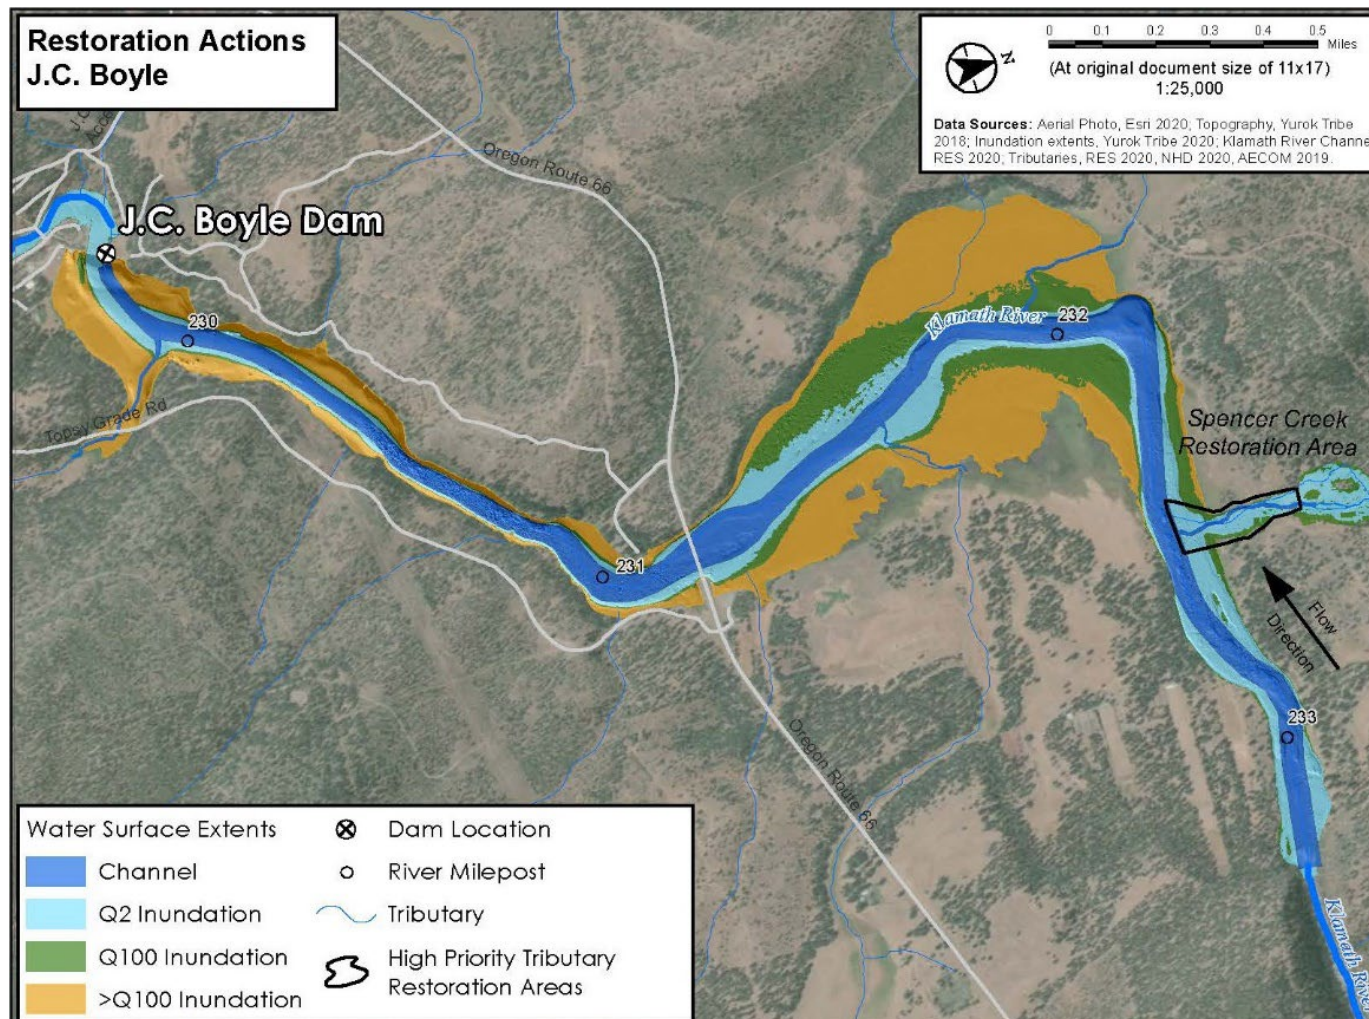 Restoration Actions
J.C. Boyle
0 0.1 0.2 0.3 0.4 0.5
Miles
(At original document size of 11x17)
1:25,000
N
Data Sources: Aerial Photo, Esri 2020; Topography, Yurok Tribe
2018; Inundation extents, Yurok Tribe 2020; Klamath River Channe
RES 2020; Tributaries, RES 2020, NHD 2020, AECOM 2019.
J.C.
Acce
Oregon Route 66
J.C. Boyle Dam
230
Klamath River
232
Topsy Grade Rd
Spencer Creek
Restoration Area
231
Flow
Direction
233
Oregon Route 66
Klamath River
Water Surface Extents
Channel
Q2 Inundation
Q100 Inundation
>Q100 Inundation
Dam Location
River Milepost
Tributary
High Priority Tributary
Restoration Areas